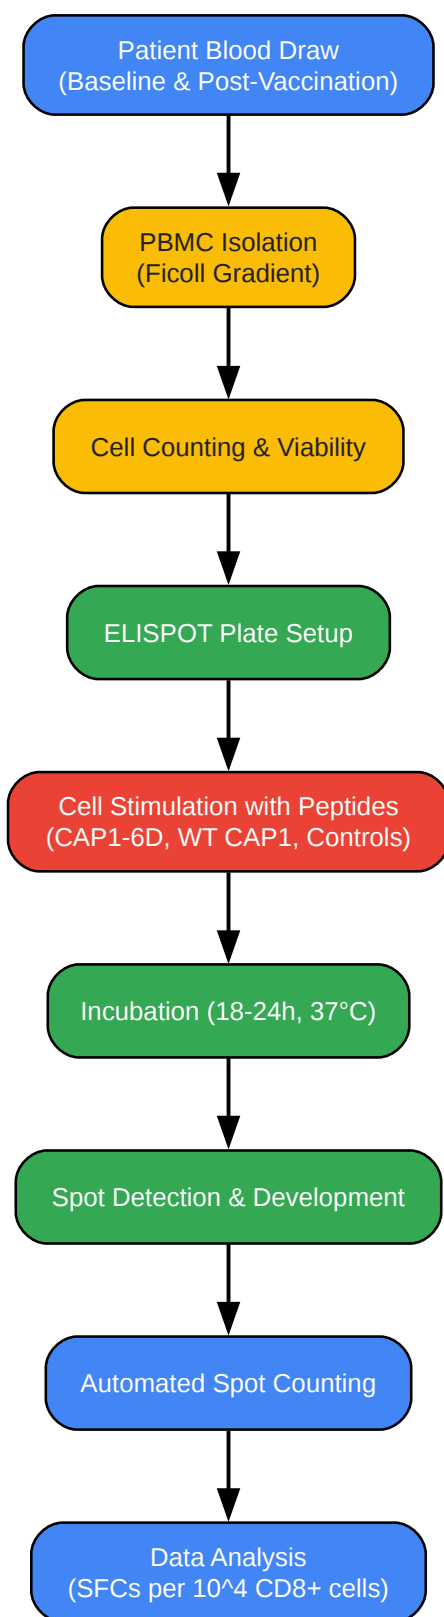 Patient Blood Draw
(Baseline & Post-Vaccination)
PBMC Isolation
(Ficoll Gradient)
Cell Counting & Viability
ELISPOT Plate Setup
Cell Stimulation with Peptides
(CAP1-6D, WT CAP1, Controls)
Incubation (18-24h, 37°C)
Spot Detection & Development
Automated Spot Counting
Data Analysis
(SFCs per 10^4 CD8+ cells)